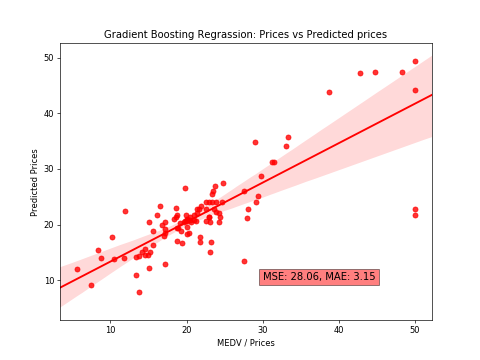 Gradient Boosting Regrassion: Prices vs Predicted prices
50
40
30
20
10
Predicted Prices
MSE: 28.06, MAE: 3.15
10 20 30 40 50
MEDV / Prices